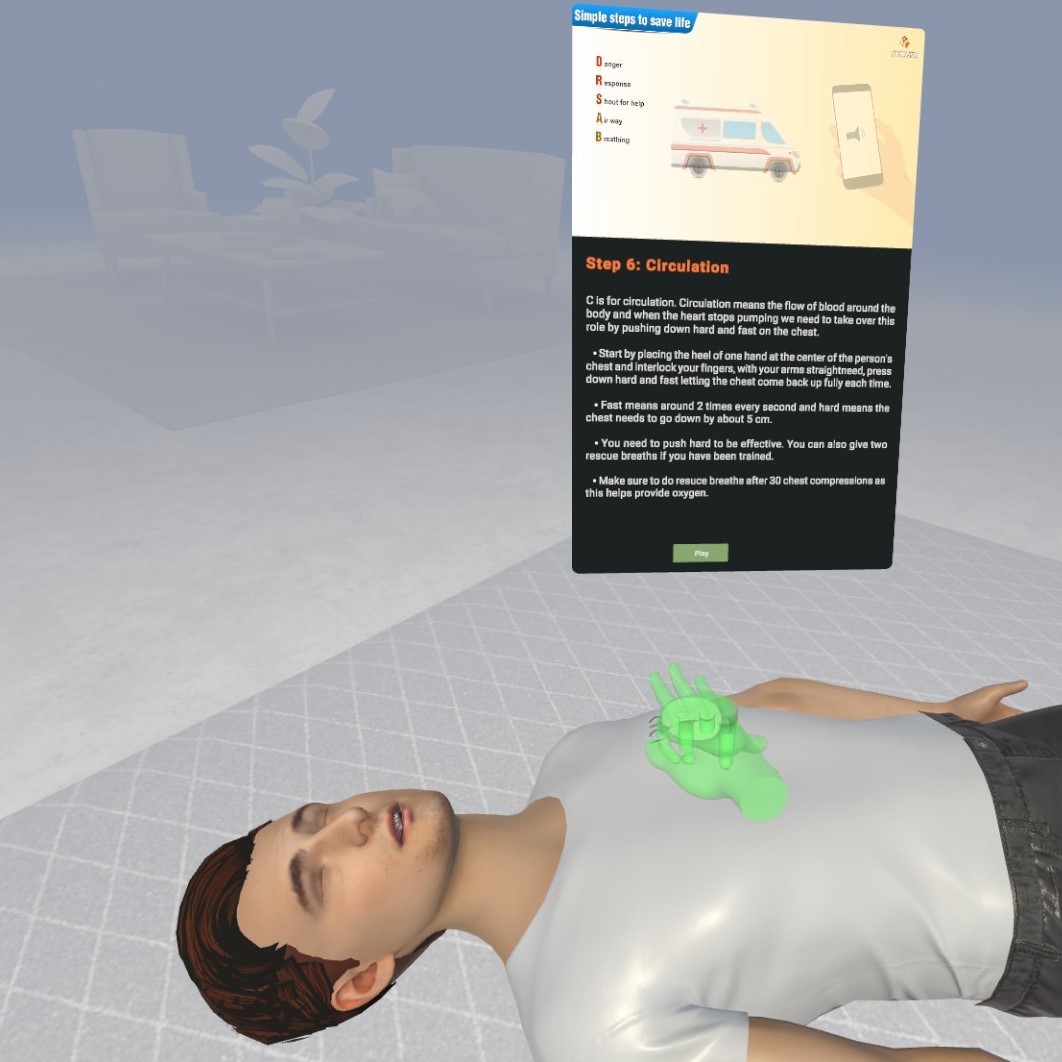 Simple steps to save life
Danger
Response
Shout for help
Air way
Breathing
Step 6: Circulation
C is for circulation. Circulation means the flow of blood around the
body and when the heart stops pumping we need to take over this
role by pushing down hard and fast on the chest.
• Start by placing the heel of one hand at the center of the person's
chest and interlock your fingers, with your arms straightneed, press
down hard and fast letting the chest come back up fully each time.
• Fast means around 2 times every second and hard means the
chest needs to go down by about 5 cm.
• You need to push hard to be effective. You can also give two
rescue breaths if you have been trained.
• Make sure to do resuce breaths after 30 chest compressions as
this helps provide oxygen.
Play